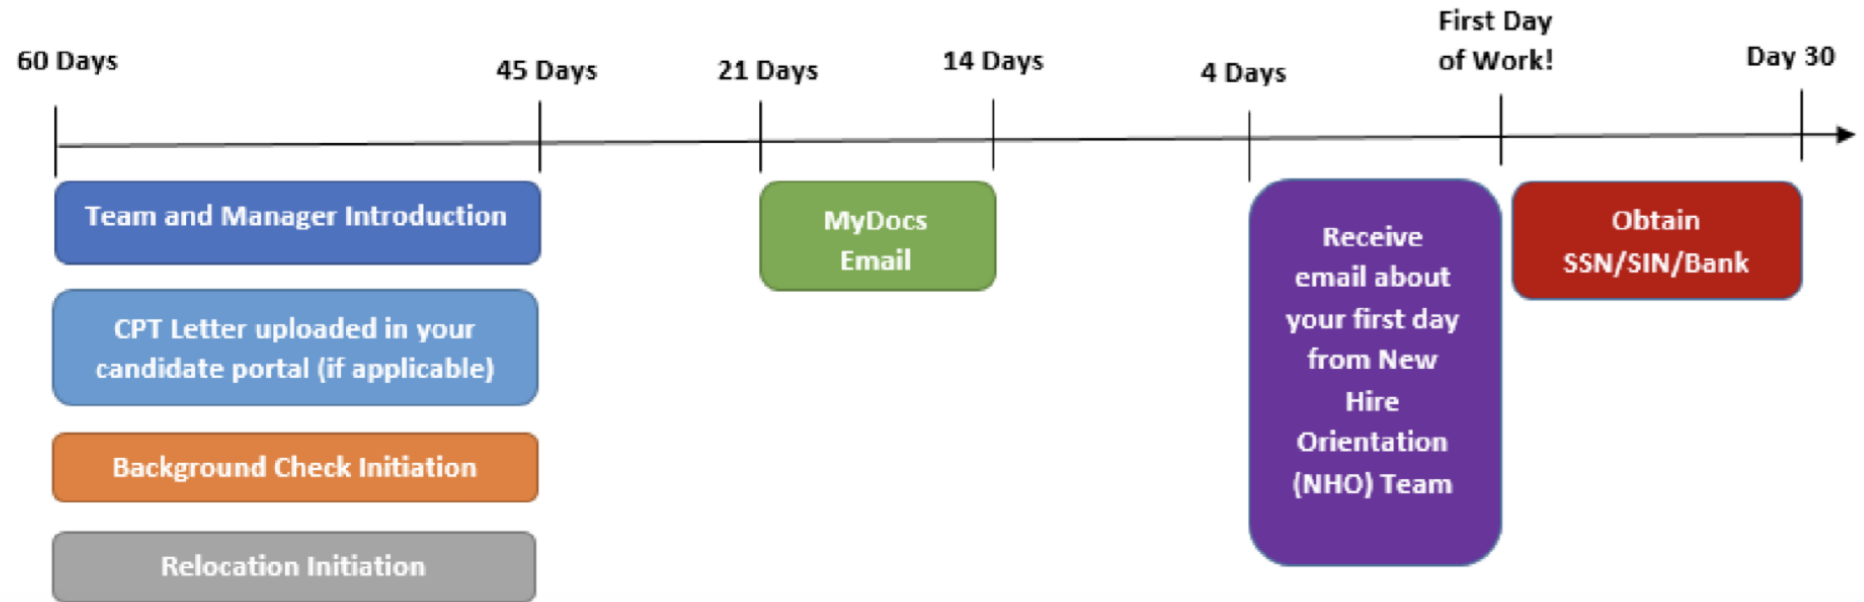 60 Days
45 Days
21 Days
14 Days
4 Days
First Day
of Work!
Day 30
Team and Manager Introduction
CPT Letter uploaded in your
candidate portal (if applicable)
Background Check Initiation
Relocation Initiation
MyDocs
Email
Receive
email about
your first day
from New
Hire
Orientation
(NHO) Team
Obtain
SSN/SIN/Bank